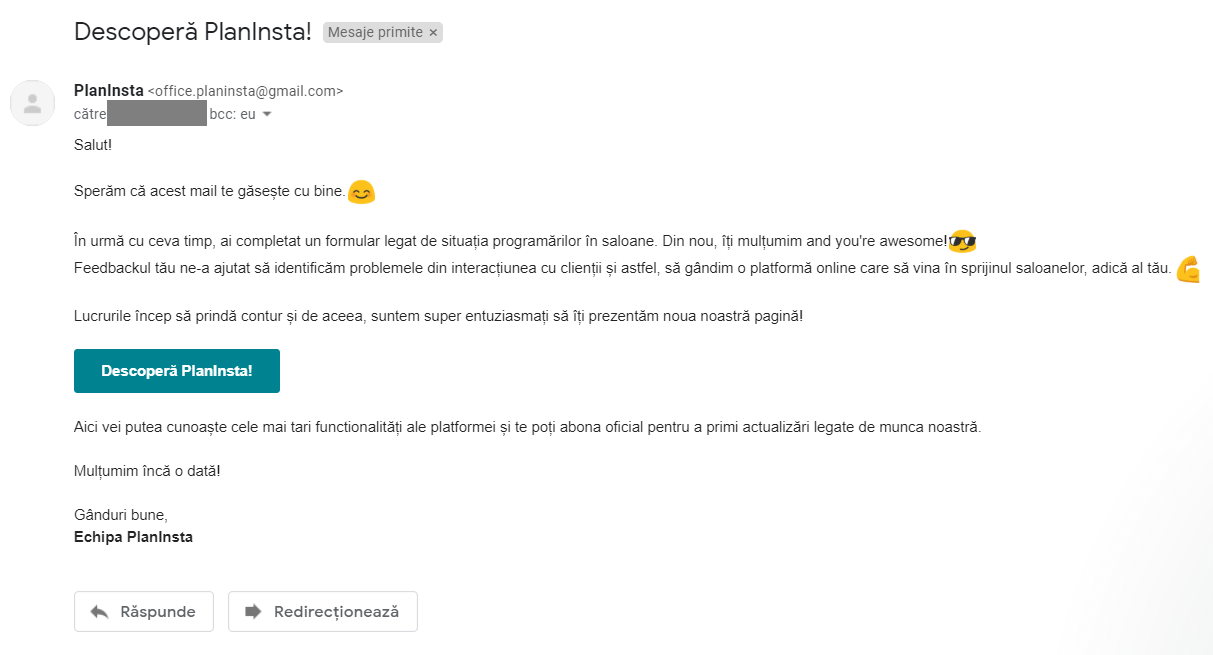 Descoperă PlanInsta! Mesaje primite ×
PlanInsta <office.planinsta@gmail.com>
către bcc: eu
Salut!
Sperăm că acest mail te găsește cu bine.😊
În urmă cu ceva timp, ai completat un formular legat de situația programărilor în saloane. Din nou, îți mulțumim and you're awesome!😎
Feedbackul tău ne-a ajutat să identificăm problemele din interacțiunea cu clienții și astfel, să gândim o platformă online care să vina în sprijinul saloanelor, adică al tău. 💪
Lucrurile încep să prindă contur și de aceea, suntem super entuziasmați să îți prezentăm noua noastră pagină!
Descoperă PlanInsta!
Aici vei putea cunoaște cele mai tari functionalități ale platformei și te poți abona oficial pentru a primi actualizări legate de munca noastră.
Mulțumim încă o dată!
Gânduri bune,
Echipa PlanInsta
Răspunde Redirecționează